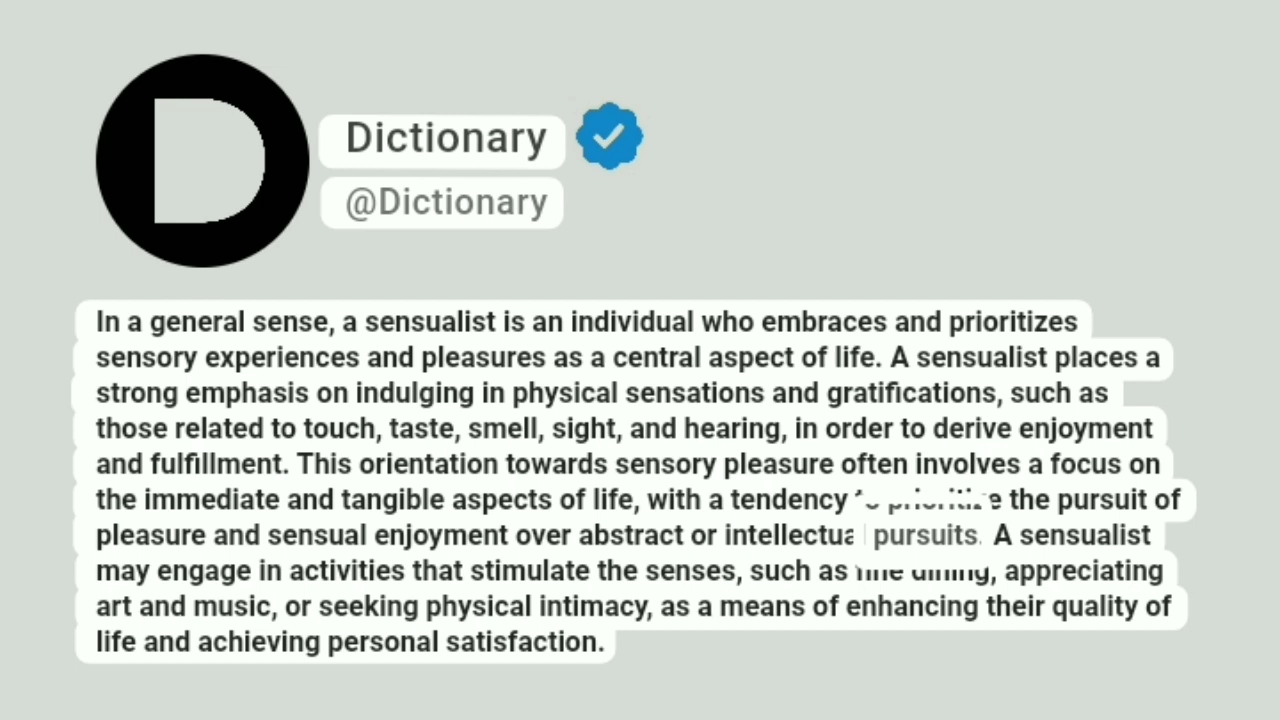 D
Dictionary
@Dictionary
In a general sense, a sensualist is an individual who embraces and prioritizes
sensory experiences and pleasures as a central aspect of life. A sensualist places a
strong emphasis on indulging in physical sensations and gratifications, such as
those related to touch, taste, smell, sight, and hearing, in order to derive enjoyment
and fulfillment. This orientation towards sensory pleasure often involves a focus on
the immediate and tangible aspects of life, with a tendency to prioritize the pursuit of
pleasure and sensual enjoyment over abstract or intellectual pursuits. A sensualist
may engage in activities that stimulate the senses, such as fine dining, appreciating
art and music, or seeking physical intimacy, as a means of enhancing their quality of
life and achieving personal satisfaction.